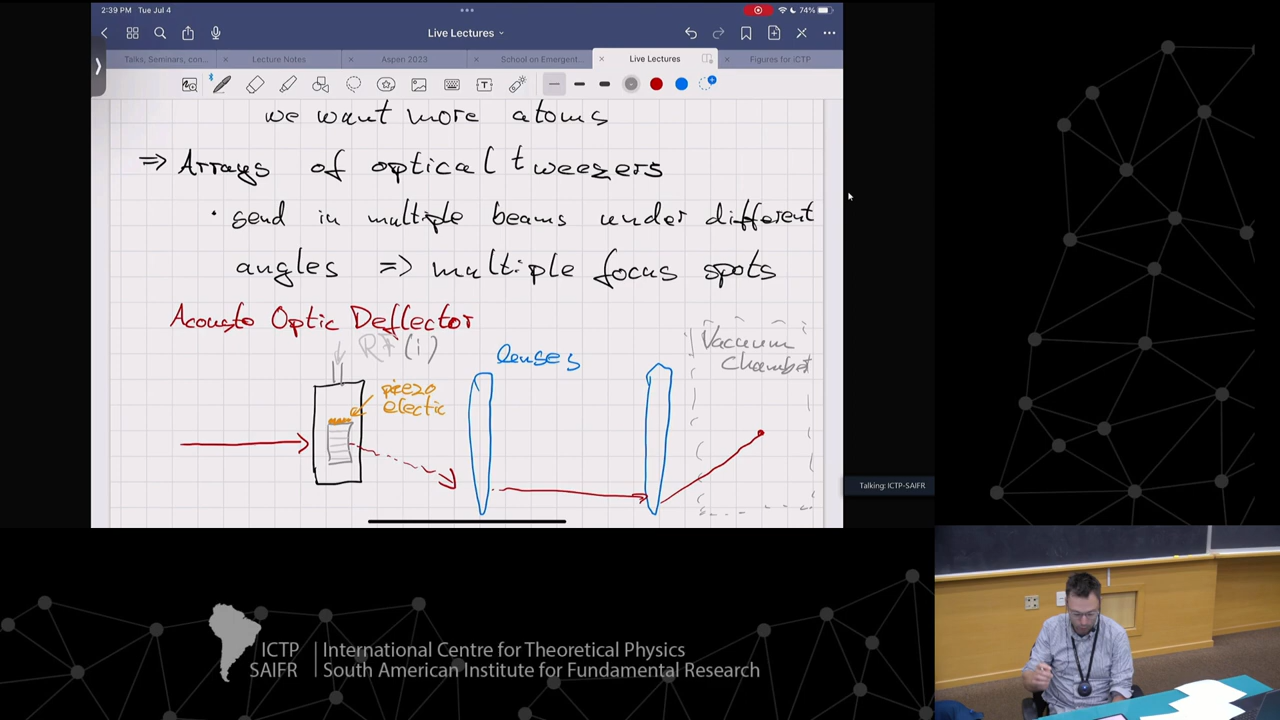 2:39 PM Tue Jul 4
74%
Live Lectures
Talks, Seminars, con...
Lecture Notes
Aspen 2023
School on Emergent...
Live Lectures
Figures for ICTP
we want more atoms
=> Arrays of optical tweezers
· send in multiple beams under different
angles => multiple focus spots
Acousto Optic Deflector
RF (i)
lenses
Vacuum
Chamber
piezo
electric
Talking: ICTP-SAIFR
ICTP
SAIFR
International Centre for Theoretical Physics
South American Institute for Fundamental Research